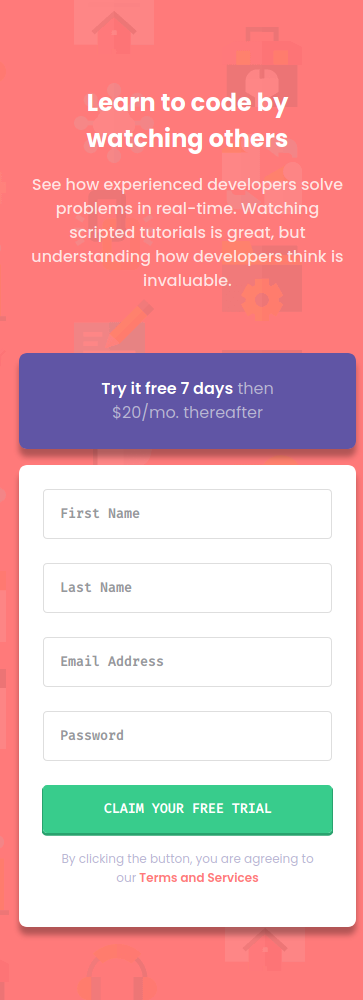 Learn to code by
watching others
See how experienced developers solve
problems in real-time. Watching
scripted tutorials is great, but
understanding how developers think is
invaluable.
Try it free 7 days then
$20/mo. thereafter
First Name
Last Name
Email Address
Password
CLAIM YOUR FREE TRIAL
By clicking the button, you are agreeing to
our Terms and Services